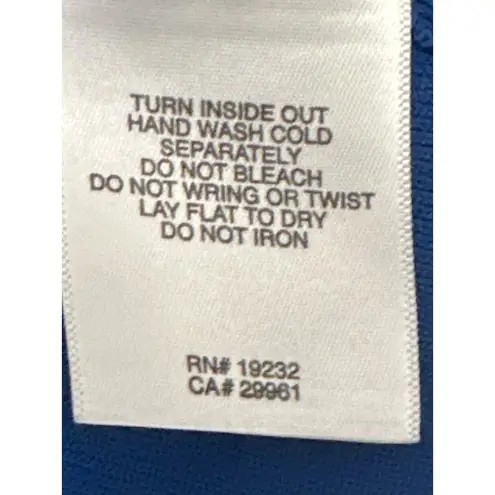 TURN INSIDE OUT
HAND WASH COLD
SEPARATELY
DO NOT BLEACH
DO NOT WRING OR TWIST
LAY FLAT TO DRY
DO NOT IRON
RN# 19232
CA# 29961